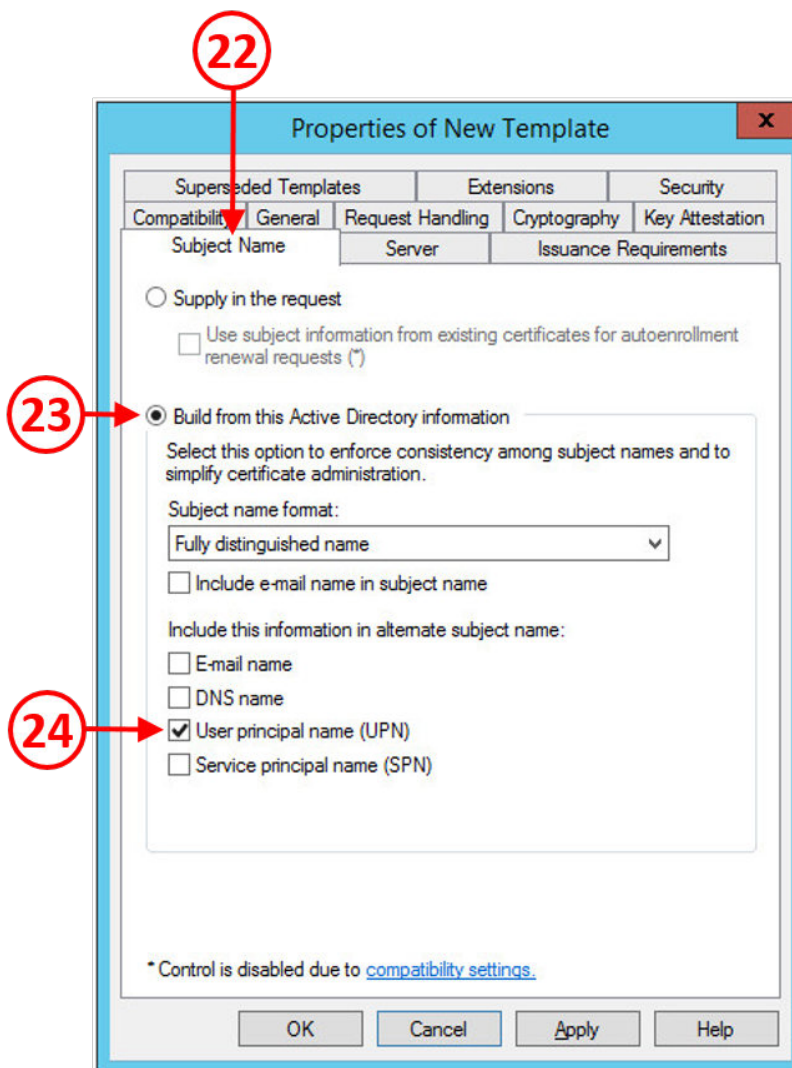 22
Properties of New Template
x
Superseded Templates Extensions Security
Compatibility General Request Handling Cryptography Key Attestation
Subject Name Server Issuance Requirements
Supply in the request
Use subject information from existing certificates for autoenrollment
renewal requests (*)
23
Build from this Active Directory information
Select this option to enforce consistency among subject names and to
simplify certificate administration.
Subject name format:
Fully distinguished name
Include e-mail name in subject name
Include this information in alternate subject name:
E-mail name
DNS name
24
User principal name (UPN)
Service principal name (SPN)
* Control is disabled due to compatibility settings.
OK Cancel Apply Help